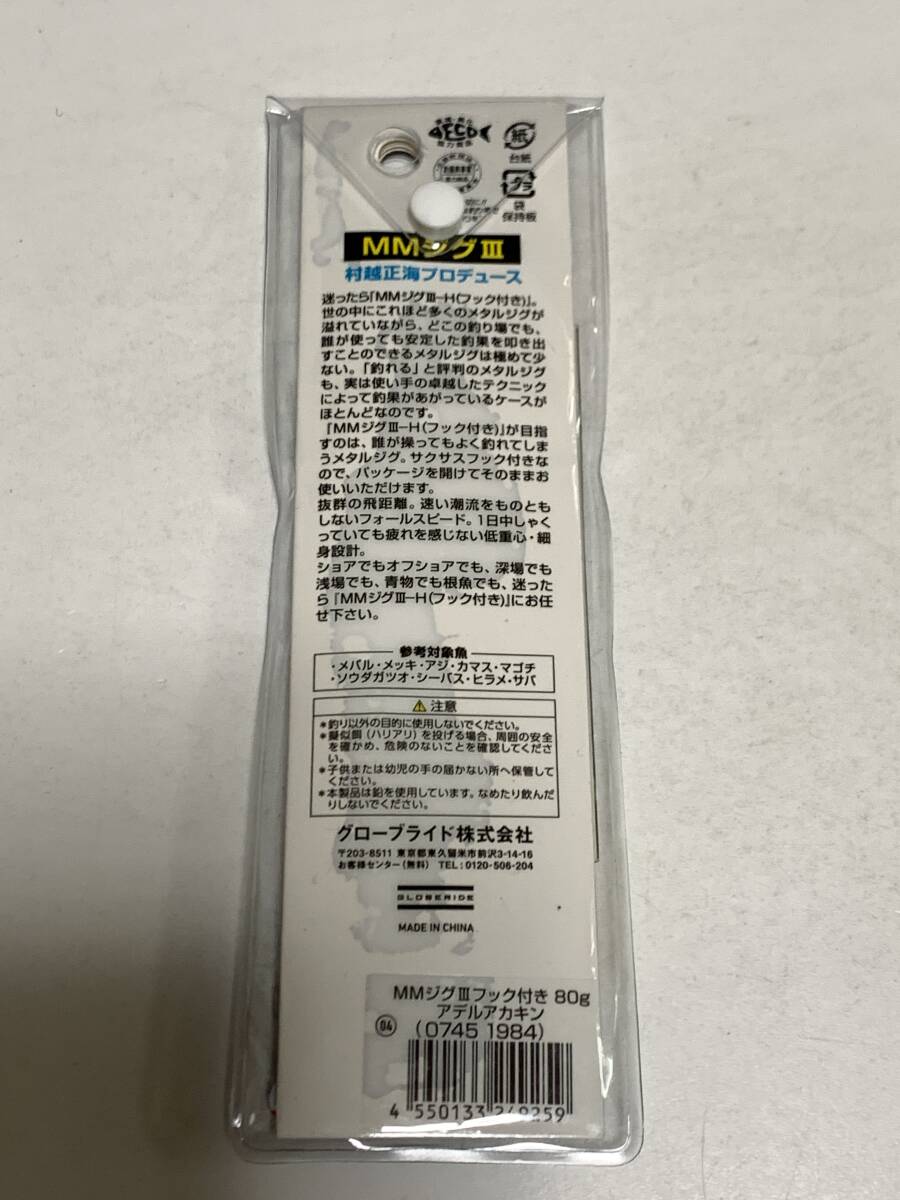 紙
台紙
プラ
袋
保持板
MMジグⅢ
村越正海プロデュース
迷ったら「MMジグⅢ-H(フック付き)」。
世の中にこれほど多くのメタルジグが
溢れていながら、どこの釣り場でも、
誰が使っても安定した釣果を叩き出
すことのできるメタルジグは極めて少
ない。「釣れる」と評判のメタルジグ
も、実は使い手の卓越したテクニック
によって釣果があがっているケースが
ほとんどなのです。
『MMジグⅢ-H(フック付き)」が目指
すのは、誰が操ってもよく釣れてしま
うメタルジグ。サクサスフック付きな
ので、パッケージを開けてそのままお
使いいただけます。
抜群の飛距離。速い潮流をものとも
しないフォールスピード。1日中しゃく
っていても疲れを感じない低重心・細
身設計。
ショアでもオフショアでも、深場でも
浅場でも、青物でも根魚でも、迷った
ら「MMジグⅢ-H(フック付き)」にお任
せ下さい。
参考対象魚
・メバル・メッキ・アジ・カマス・マゴチ
・ソウダガツオ・シーバス・ヒラメ・サバ
注意
*釣り以外の目的に使用しないでください。
*擬似餌(ハリアリ)を投げる場合、周囲の安全
を確かめ、危険のないことを確認してくださ
い。
*子供または幼児の手の届かない所へ保管して
ください。
*本製品は鉛を使用しています。なめたり飲んだ
りしないでください。
グローブライド株式会社
〒203-8511 東京都東久留米市前沢3-14-16
お客様センター(無料) TEL:0120-506-204
GLOBERIDE
MADE IN CHINA
MMジグⅢフック付き 80g
アデルアカキン
04 (0745 1984)
4 550133 249259